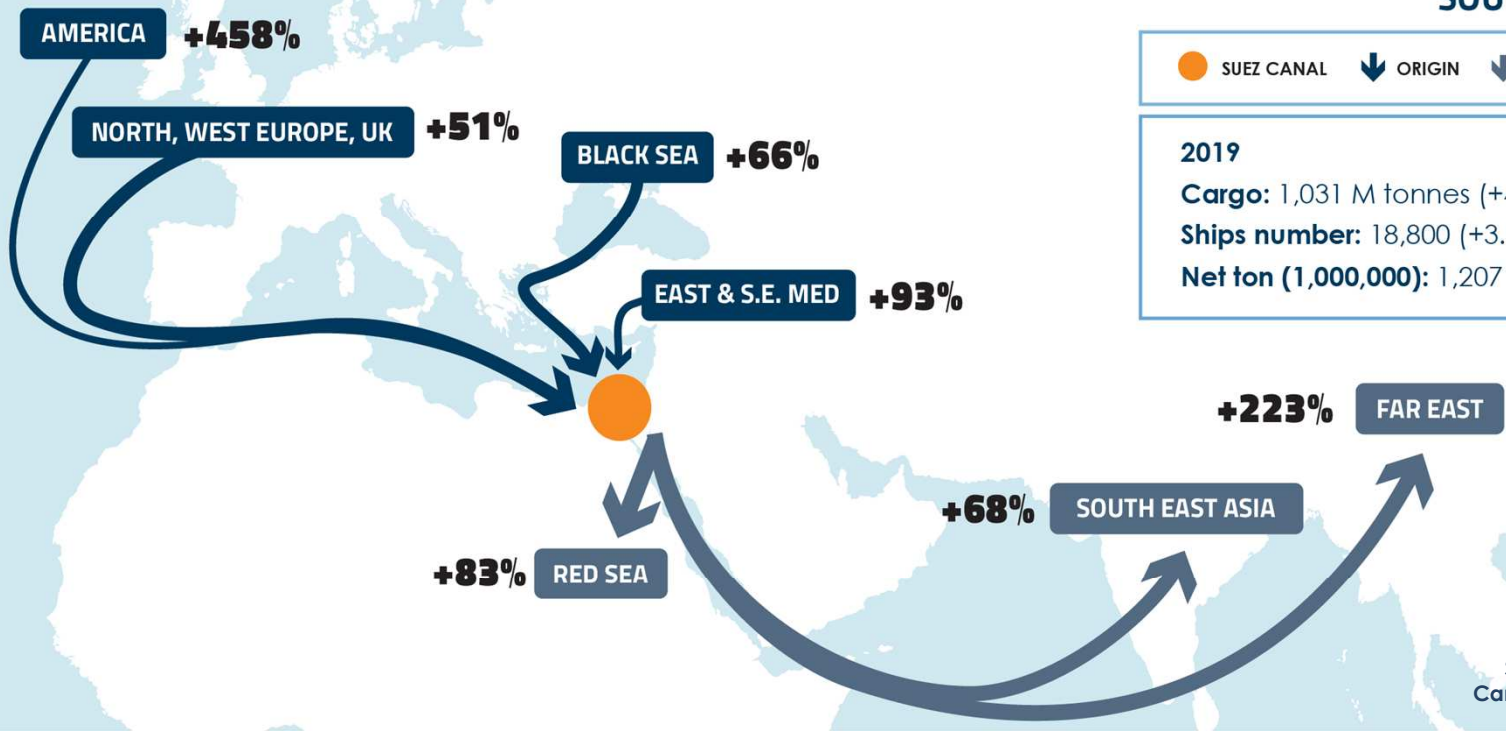 AMERICA +458%
SUEZ CANAL ORIGIN
NORTH, WEST EUROPE, UK +51%
BLACK SEA +66%
2019
Cargo: 1,031 M tonnes
Ships number: 18,800 (+3.
Net ton (1,000,000): 1,207
EAST & S.E. MED +93%
+223% FAR EAST
+68% SOUTH EAST ASIA
+83% RED SEA